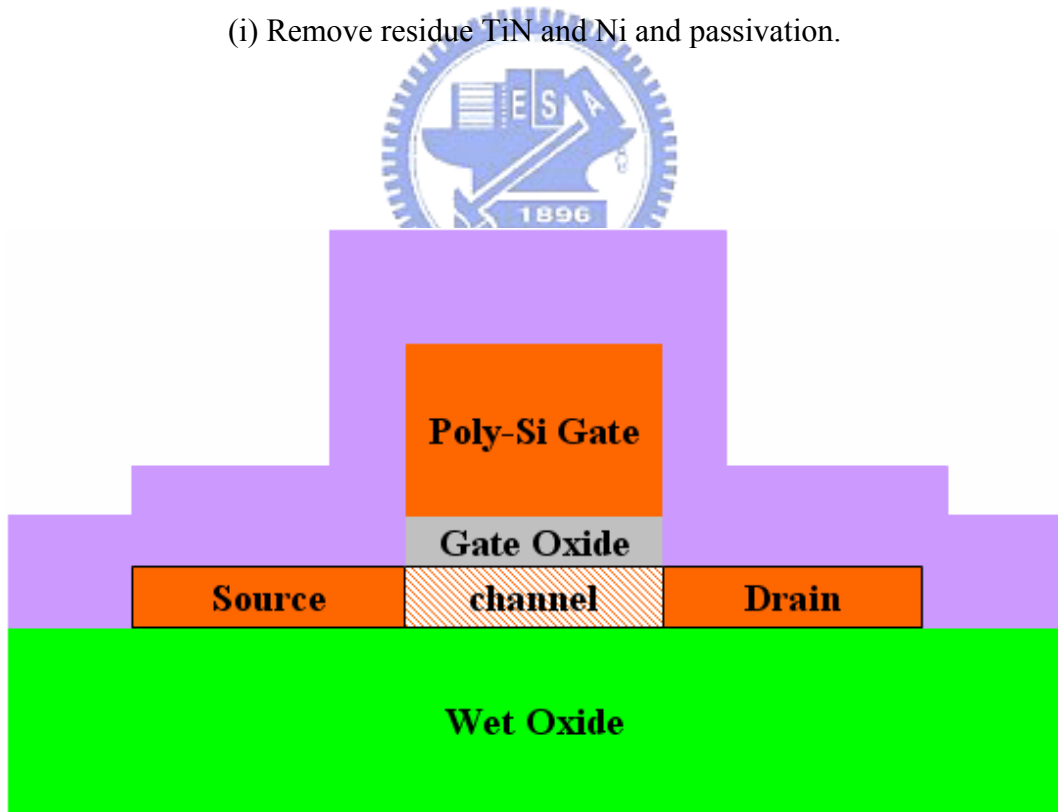 (i) Remove residue TiN and Ni and passivation.
E S A
1896
Poly-Si Gate
Gate Oxide
Source channel Drain
Wet Oxide